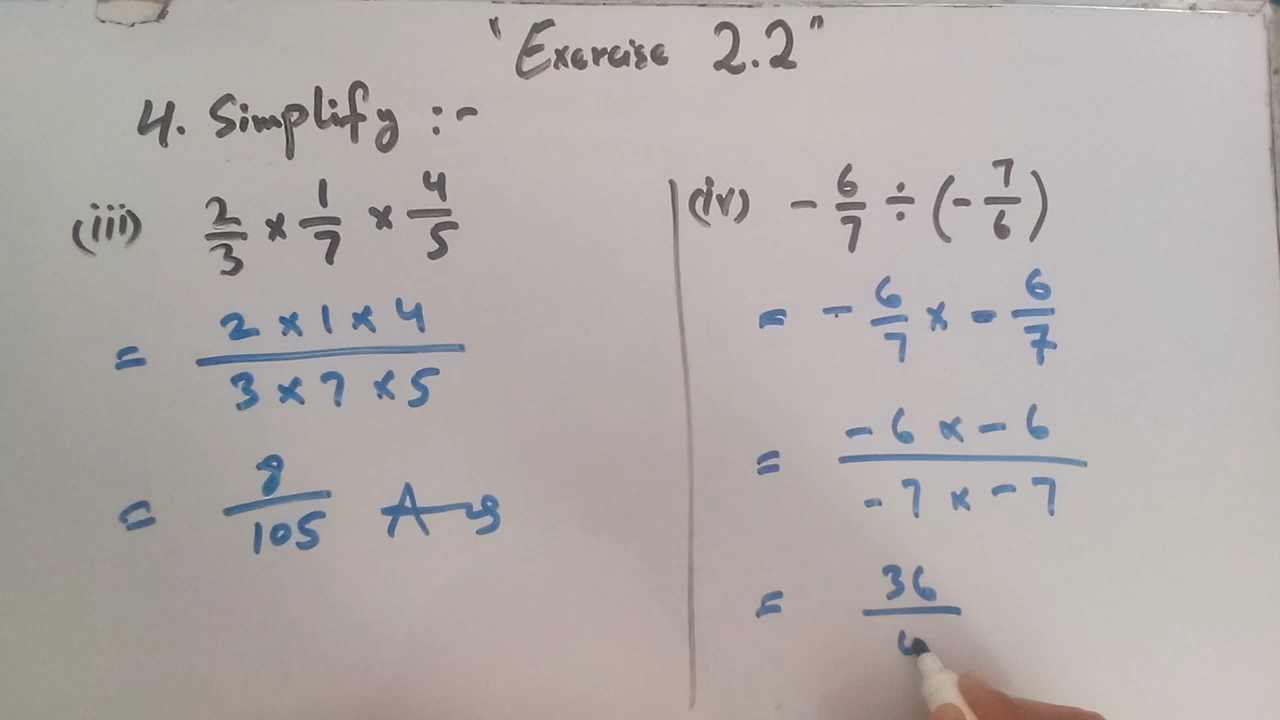 "Exercise 2.2"
4. Simplify :-
(iii) 2/3 × 1/7 × 4/5
= 2 × 1 × 4 / 3 × 7 × 5
= 8/105 Ans
(iv) - 6/7 ÷ (- 7/6)
= - 6/7 × - 6/7
= - 6 × - 6 / - 7 × - 7
= 36/4